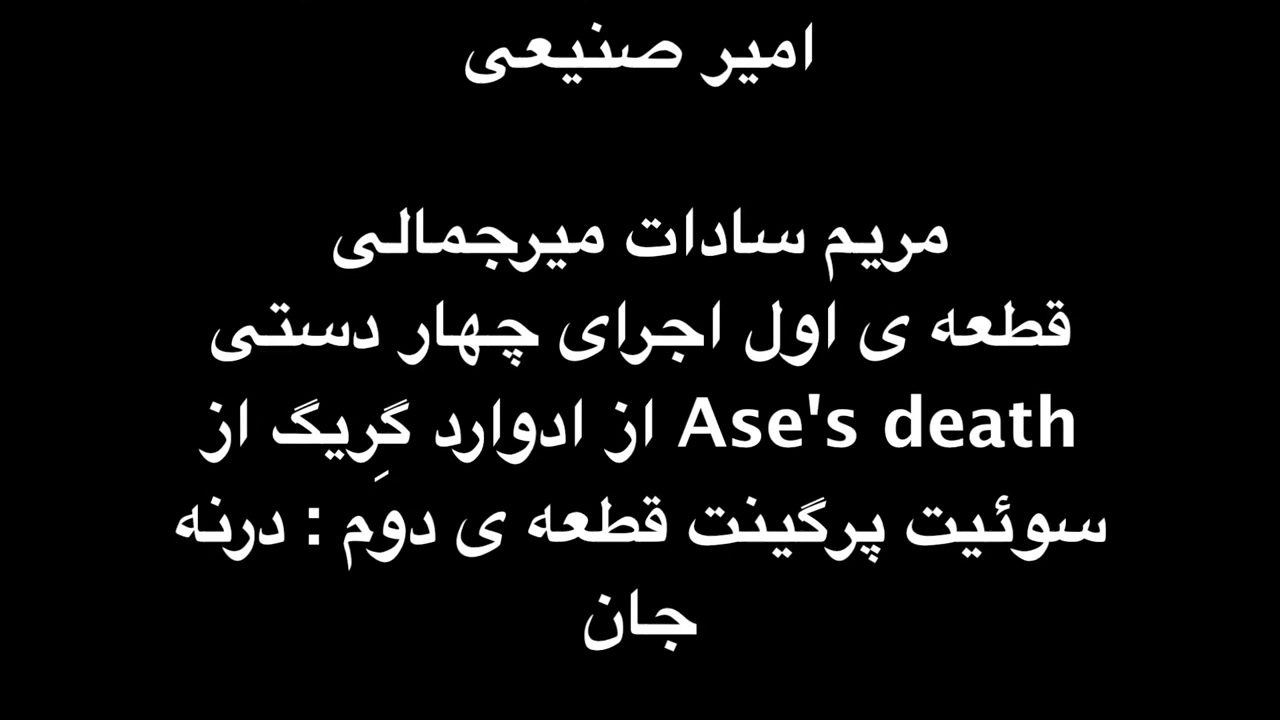 امیر صنیعی
مریم سادات میرجمالی
قطعه ی اول اجرای چهار دستی
Ase's death از ادوارد گِریگ از
سوئیت پرگینت قطعه ی دوم : درنه
جان